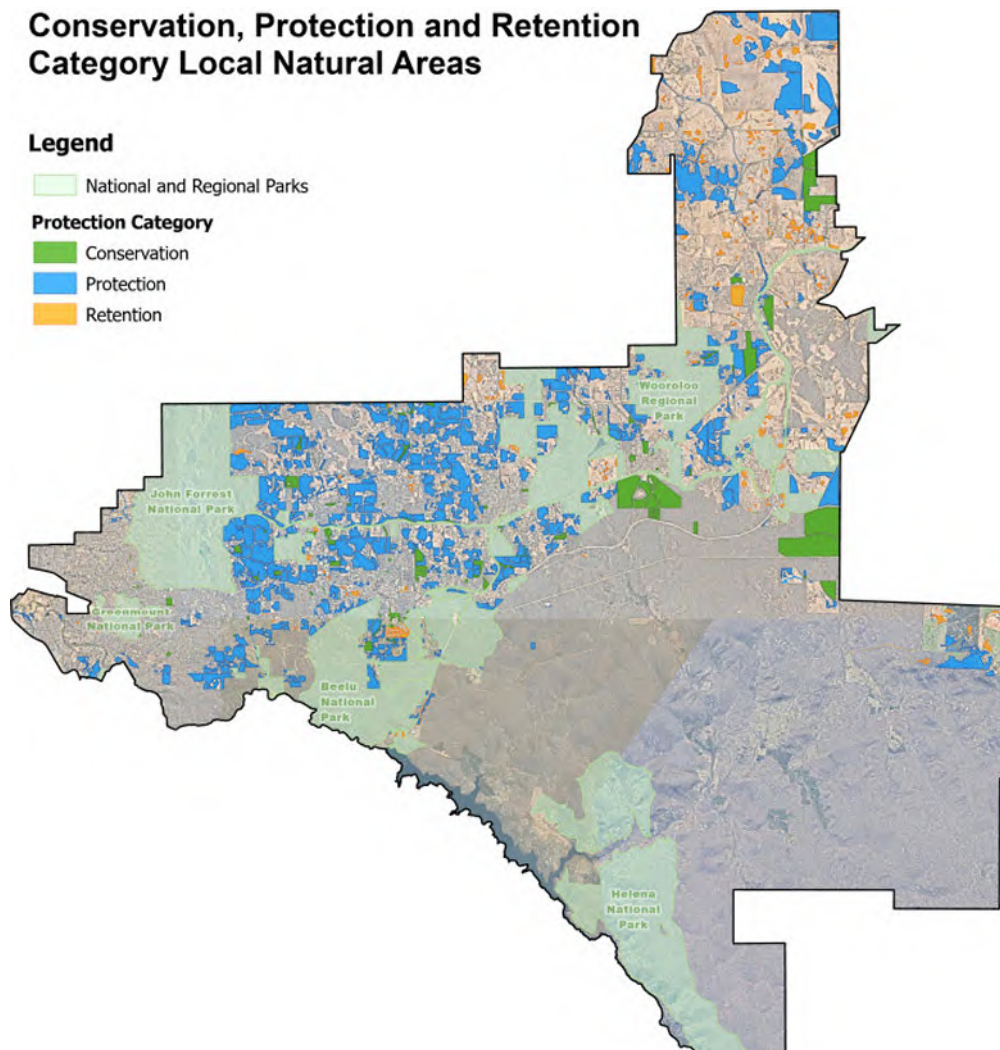 Conservation, Protection and Retention
Category Local Natural Areas
Legend
National and Regional Parks
Protection Category
Conservation
Protection
Retention
Wooroloo
Regional
Park
John Forrest
National Park
Greenmount
National Park
Beelu
National
Park
Helena
National
Park